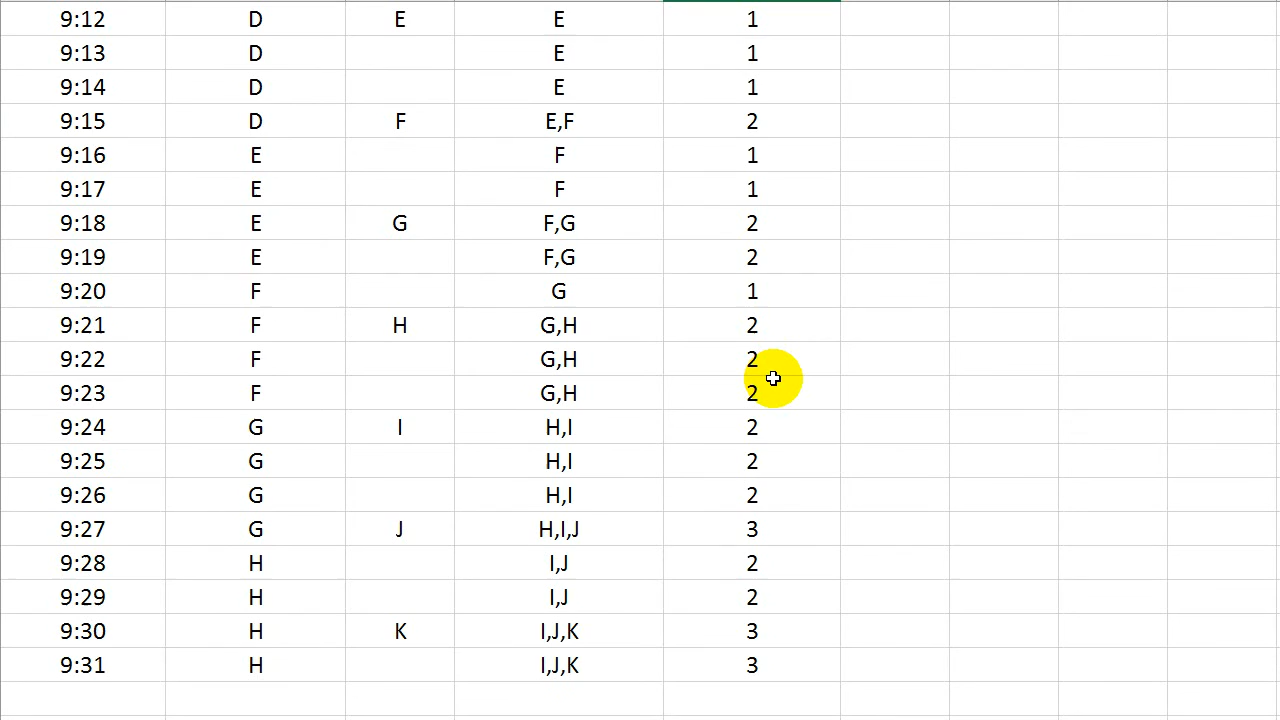 9:12 D E E 1
9:13 D E 1
9:14 D E 1
9:15 D F E,F 2
9:16 E F 1
9:17 E F 1
9:18 E G F,G 2
9:19 E F,G 2
9:20 F G 1
9:21 F H G,H 2
9:22 F G,H 2
9:23 F G,H 2
9:24 G I H,I 2
9:25 G H,I 2
9:26 G H,I 2
9:27 G J H,I,J 3
9:28 H I,J 2
9:29 H I,J 2
9:30 H K I,J,K 3
9:31 H I,J,K 3